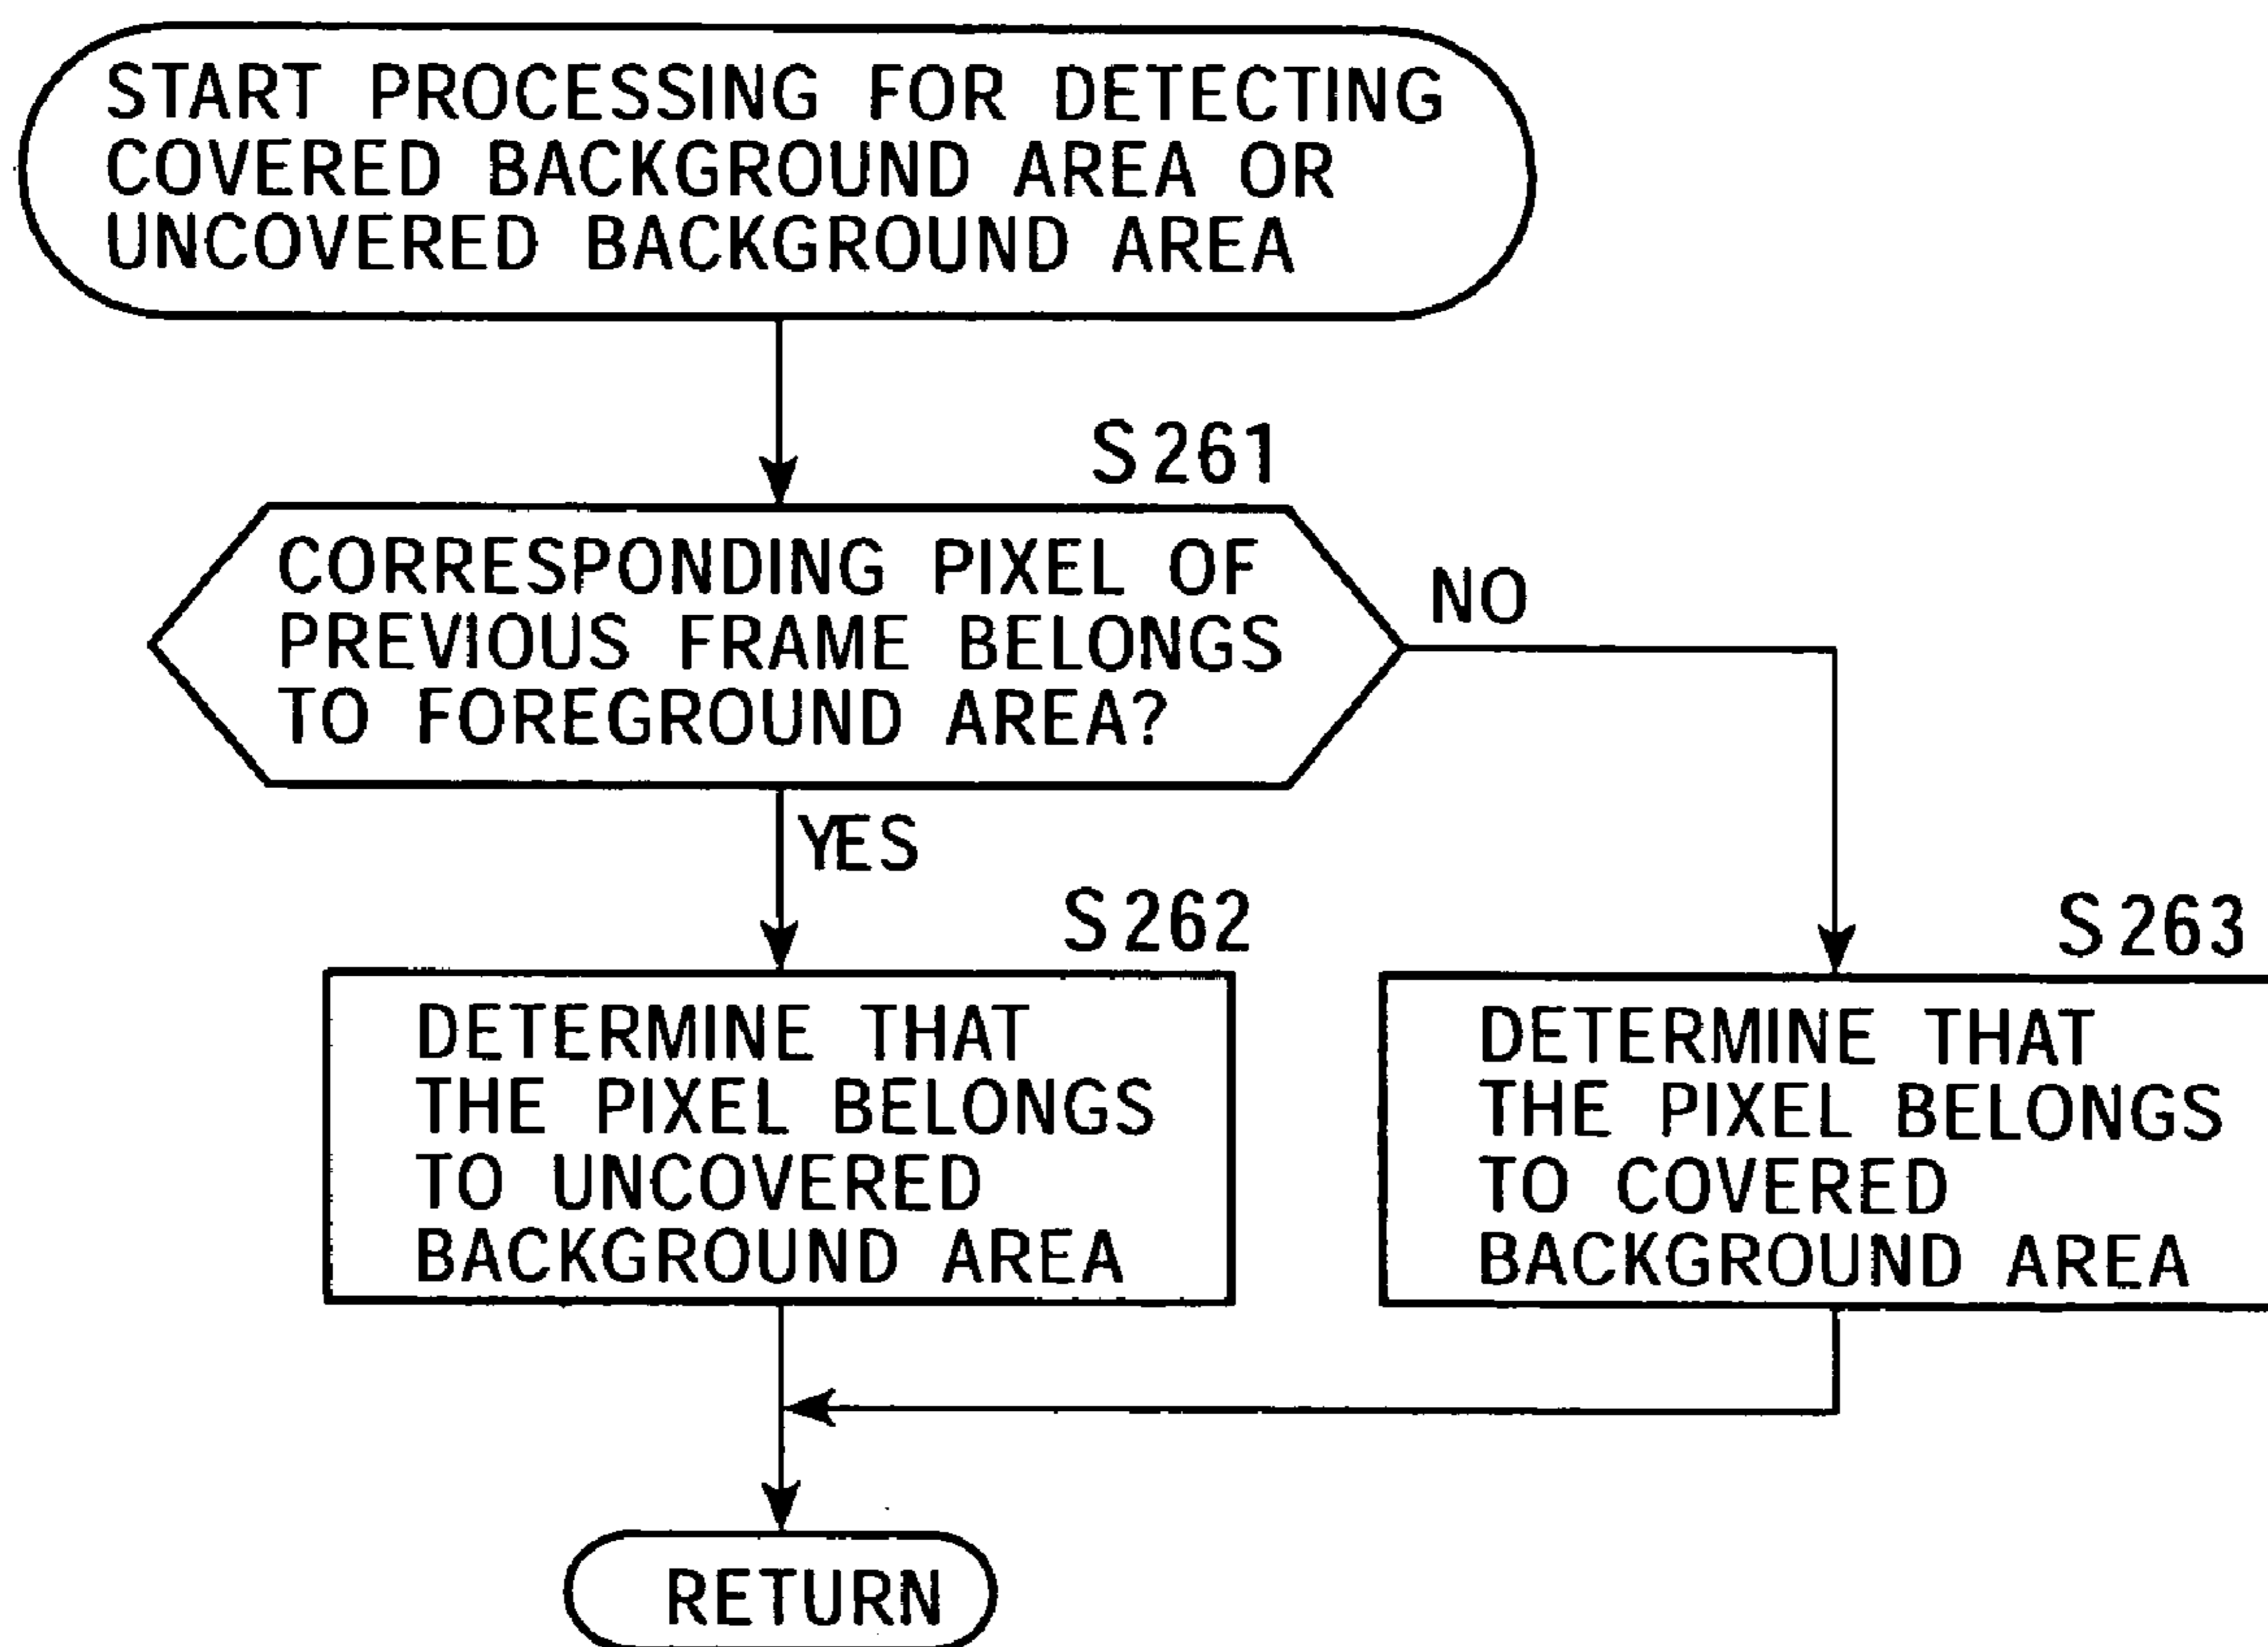 START PROCESSING FOR DETECTING
COVERED BACKGROUND AREA OR
UNCOVERED BACKGROUND AREA
S261
CORRESPONDING PIXEL OF
PREVIOUS FRAME BELONGS
TO FOREGROUND AREA?
NO
YES
S262
DETERMINE THAT
THE PIXEL BELONGS
TO UNCOVERED
BACKGROUND AREA
S263
DETERMINE THAT
THE PIXEL BELONGS
TO COVERED
BACKGROUND AREA
RETURN